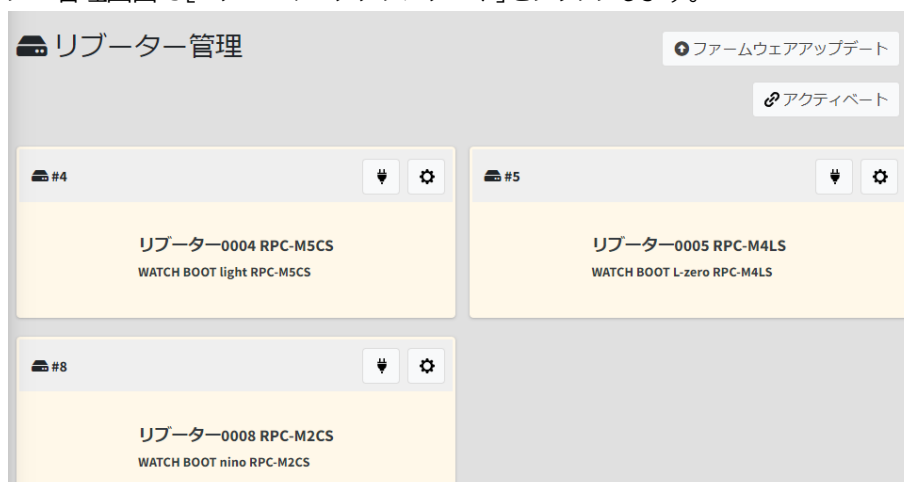 リブーター管理
ファームウェアアップデート
アクティベート
#4
リブーター0004 RPC-M5CS
WATCH BOOT light RPC-M5CS
#5
リブーター0005 RPC-M4LS
WATCH BOOT L-zero RPC-M4LS
#8
リブーター0008 RPC-M2CS
WATCH BOOT nino RPC-M2CS